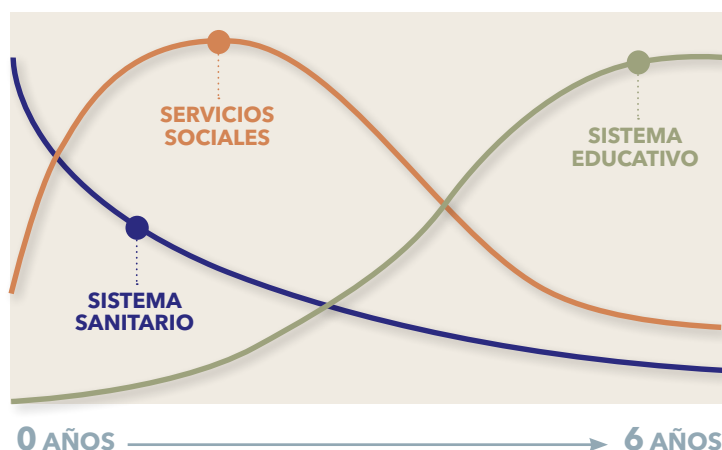 SERVICIOS
SOCIALES
SISTEMA
EDUCATIVO
SISTEMA
SANITARIO
0 AÑOS 6 AÑOS